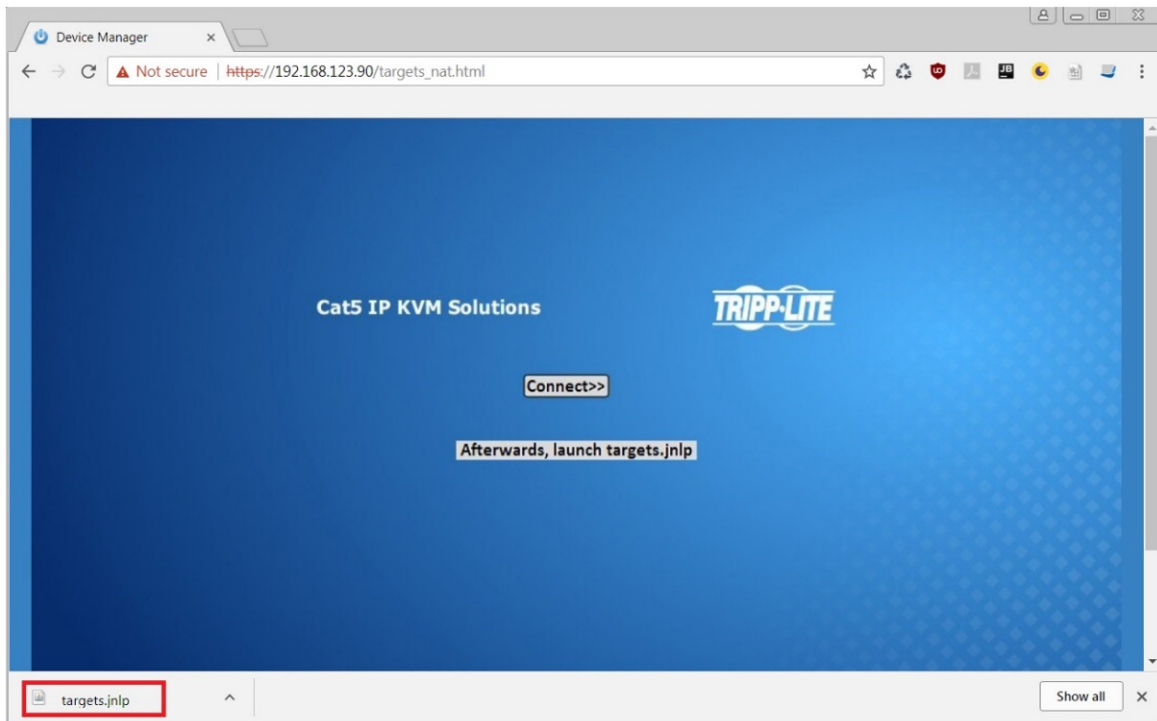 Device Manager
Not secure | https://192.168.123.90/targets_nat.html
JB
Cat5 IP KVM Solutions
TRIPP·LITE
Connect>>
Afterwards, launch targets.jnlp
targets.jnlp
Show all